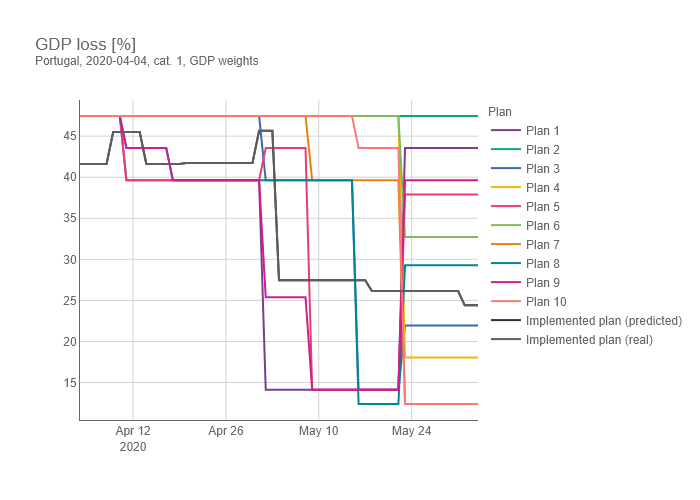 GDP loss [%]
Portugal, 2020-04-04, cat. 1, GDP weights
Plan
Plan 1
Plan 2
Plan 3
Plan 4
Plan 5
Plan 6
Plan 7
Plan 8
Plan 9
Plan 10
Implemented plan (predicted)
Implemented plan (real)
45
40
35
30
25
20
15
Apr 12
2020
Apr 26
May 10
May 24